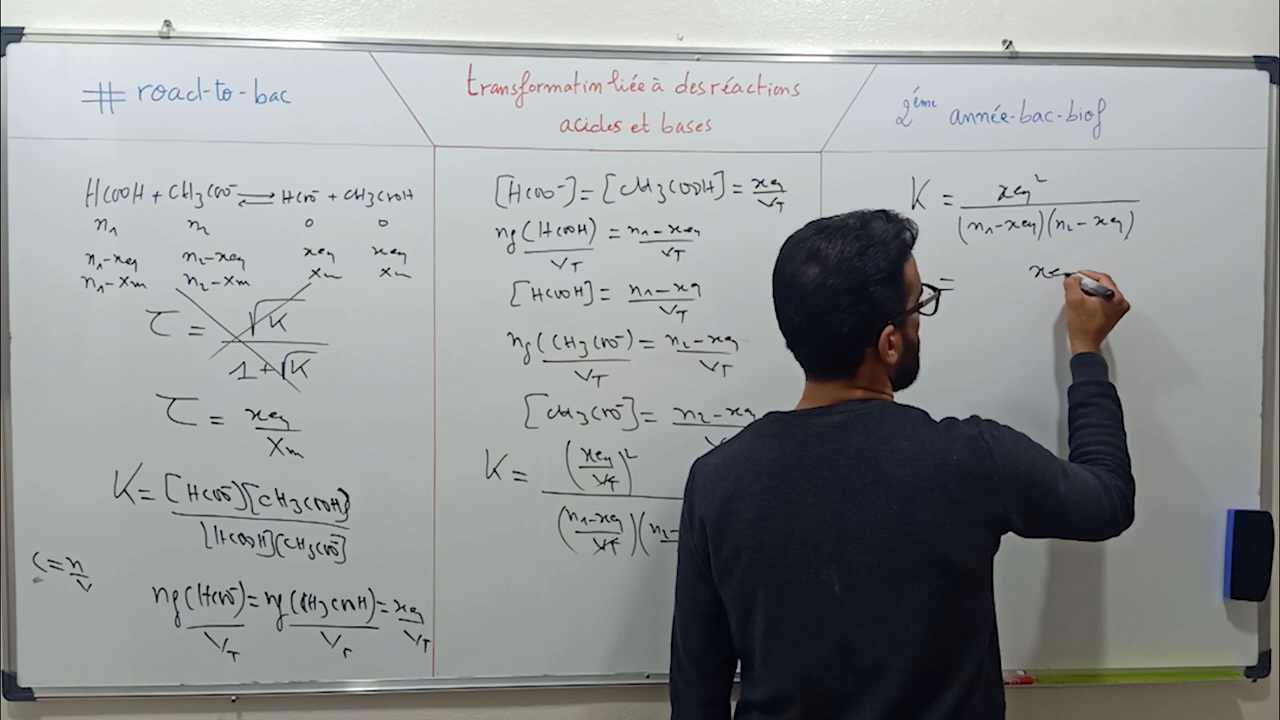 # road-to-bac
transformation liée à des réactions
acides et bases
2ème année-bac-biof
HCOOH + CH3COO- ⇌ HCOO- + CH3COOH
n1 n2 0 0
n1-xeq n2-xeq xeq xeq
n1-Xm n2-Xm Xm Xm
τ = √K / (1+√K)
τ = xeq / Xm
K = [HCOO-][CH3COOH] / [HCOOH][CH3COO-]
C = n/V
nf(HCOO-)/VT = nf(CH3COOH)/VT = xeq/VT
[HCOO-] = [CH3COOH] = xeq/VT
nf(HCOOH)/VT = n1-xeq/VT
[HCOOH] = n1-xeq/VT
nf(CH3COO-)/VT = n2-xeq/VT
[CH3COO-] = n2-xeq
K = (xeq/VT)² / (n1-xeq/VT)(n2-
K = xeq² / (n1-xeq)(n2-xeq)
= xe